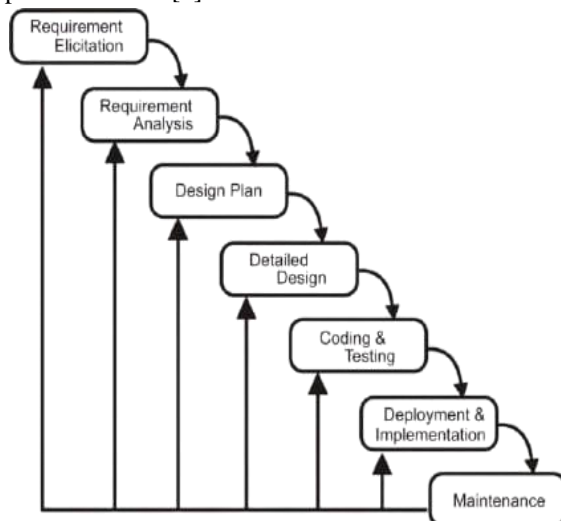 Requirement
Elicitation
Requirement
Analysis
Design Plan
Detailed
Design
Coding &
Testing
Deployment &
Implementation
Maintenance